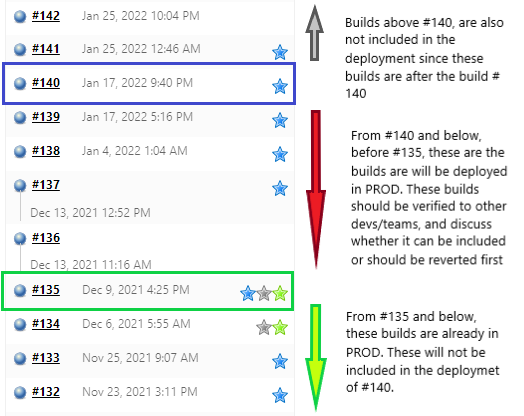 #142 Jan 25, 2022 10:04 PM
#141 Jan 25, 2022 12:46 AM
#140 Jan 17, 2022 9:40 PM
#139 Jan 17, 2022 5:16 PM
#138 Jan 4, 2022 1:04 AM
#137
Dec 13, 2021 12:52 PM
#136
Dec 13, 2021 11:16 AM
#135 Dec 9, 2021 4:25 PM
#134 Dec 6, 2021 5:55 AM
#133 Nov 25, 2021 9:07 AM
#132 Nov 23, 2021 3:11 PM
Builds above #140, are also
not included in the
deployment since these
builds are after the build #
140
From #140 and below,
before #135, these are the
builds are will be deployed
in PROD. These builds
should be verified to other
devs/teams, and discuss
whether it can be included
or should be reverted first
From #135 and below,
these builds are already in
PROD. These will not be
included in the deploymet
of #140.